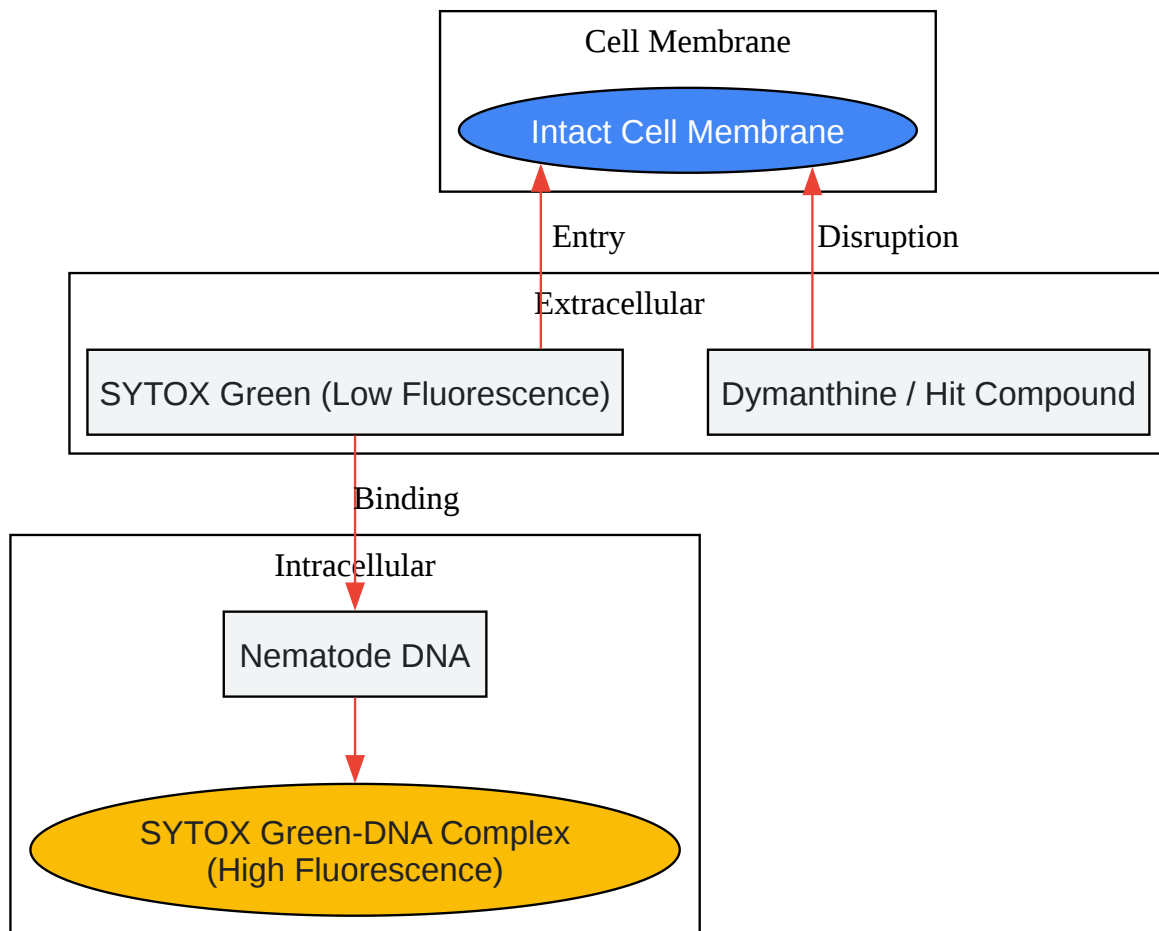 Cell Membrane
Intact Cell Membrane
Entry
Disruption
Extracellular
SYTOX Green (Low Fluorescence)
Dymanthine / Hit Compound
Binding
Intracellular
Nematode DNA
SYTOX Green-DNA Complex
(High Fluorescence)